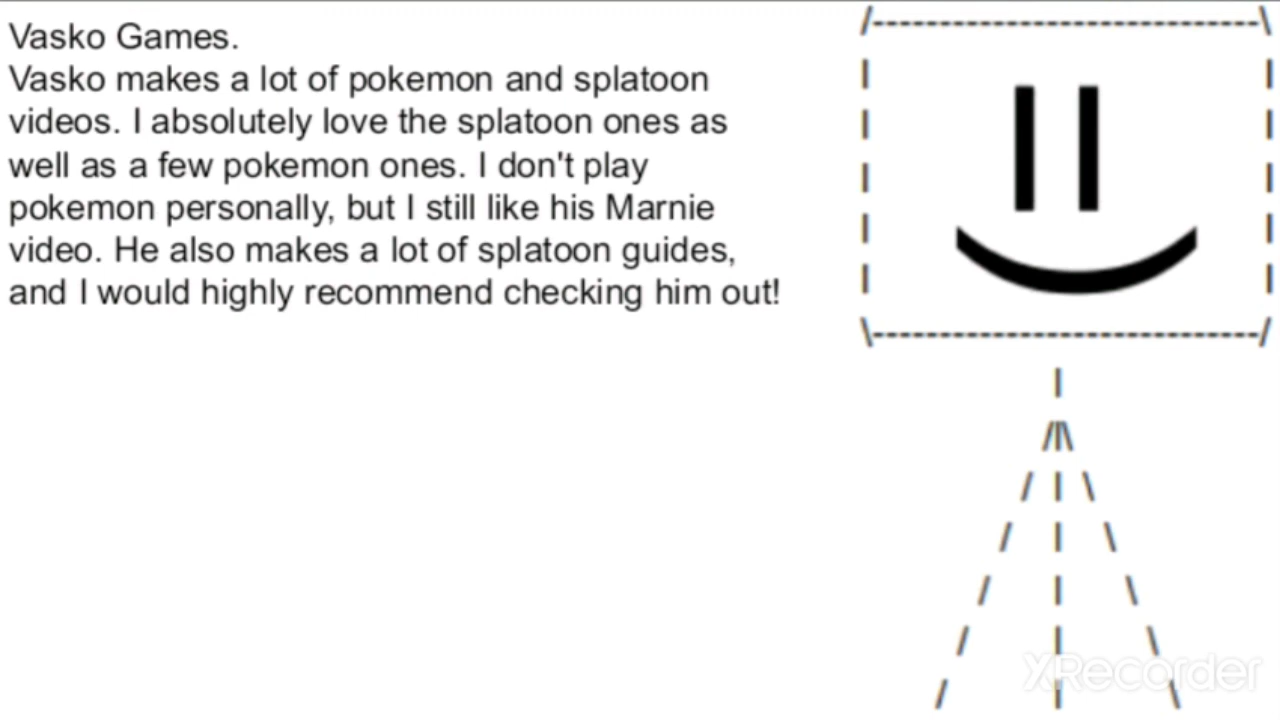 Vasko Games.
Vasko makes a lot of pokemon and splatoon
videos. I absolutely love the splatoon ones as
well as a few pokemon ones. I don't play
pokemon personally, but I still like his Marnie
video. He also makes a lot of splatoon guides,
and I would highly recommend checking him out!
XRecorder